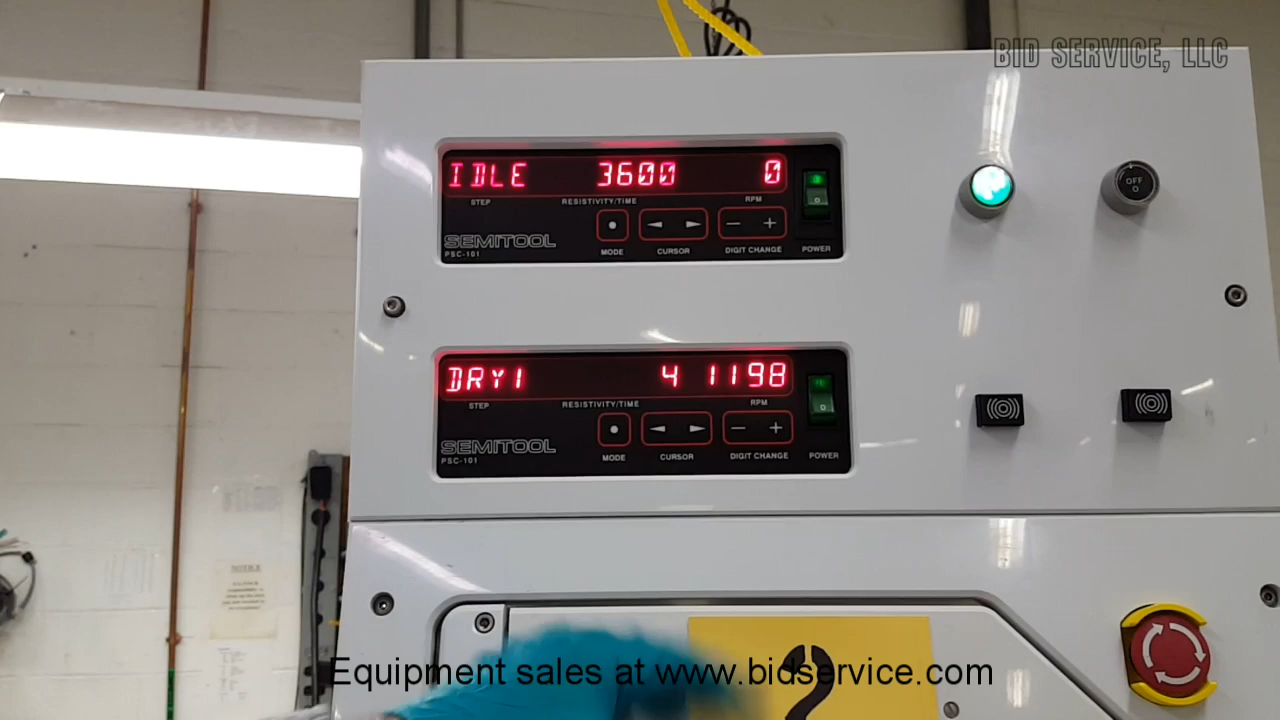 BID SERVICE, LLC
IDLE 3600 0
STEP RESISTIVITY/TIME RPM
SEMITOOL
PSC-101
MODE CURSOR DIGIT CHANGE POWER
OFF
O
DRY1 4 1198
STEP RESISTIVITY/TIME RPM
SEMITOOL
PSC-101
MODE CURSOR DIGIT CHANGE POWER
NOTICE
2
Equipment sales at www.bidservice.com